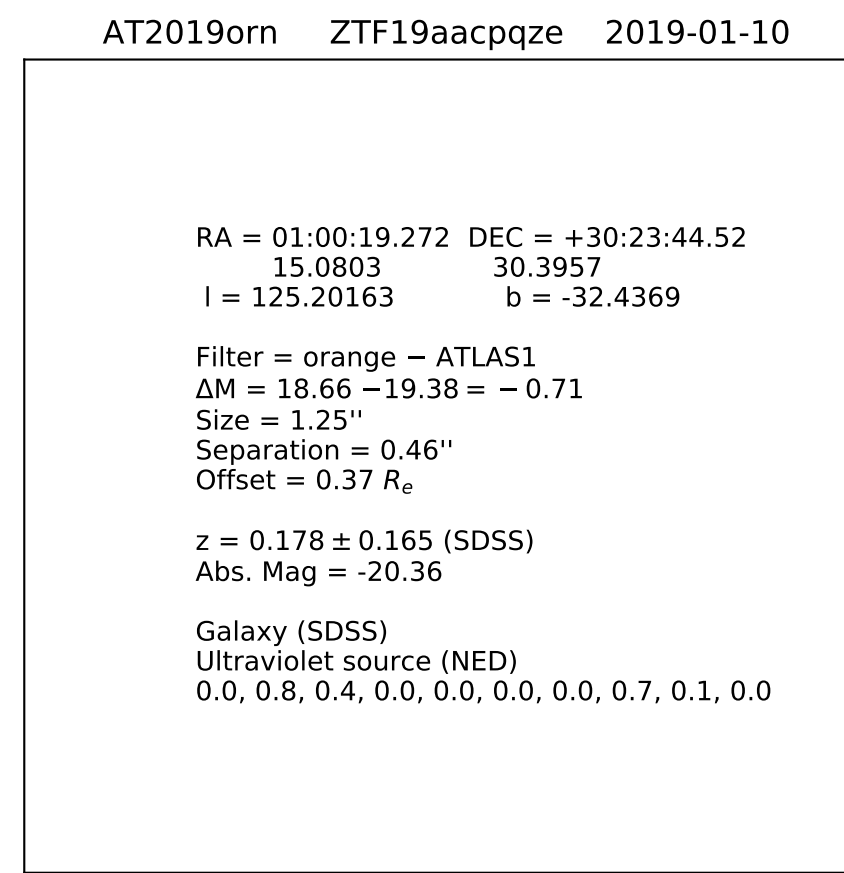 AT2019orn ZTF19aacpqze 2019-01-10
RA = 01:00:19.272 DEC = +30:23:44.52
15.0803 30.3957
l = 125.20163 b = -32.4369
Filter = orange − ATLAS1
ΔM = 18.66 −19.38 = − 0.71
Size = 1.25''
Separation = 0.46''
Offset = 0.37 Rₑ
z = 0.178 ± 0.165 (SDSS)
Abs. Mag = -20.36
Galaxy (SDSS)
Ultraviolet source (NED)
0.0, 0.8, 0.4, 0.0, 0.0, 0.0, 0.0, 0.7, 0.1, 0.0